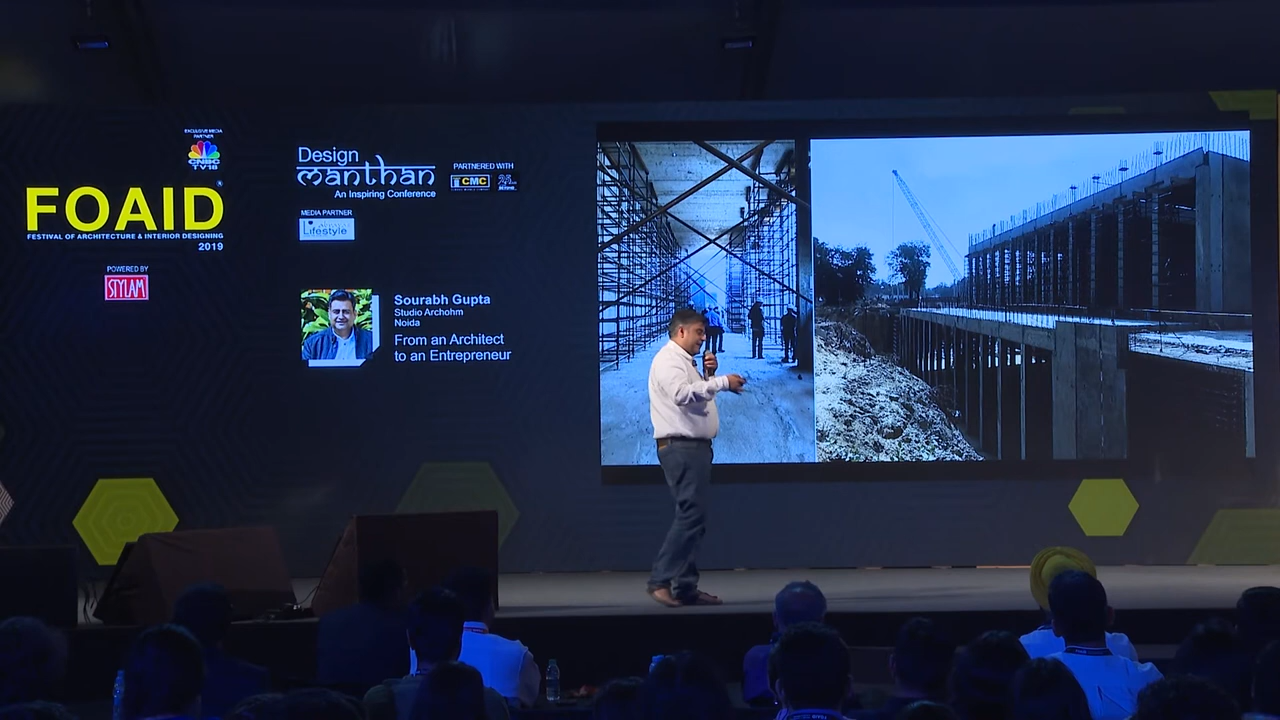 EXCLUSIVE MEDIA
PARTNER
CNBC
TV18
FOAID
FESTIVAL OF ARCHITECTURE & INTERIOR DESIGNING
2019
POWERED BY
STYLAM
Design
manthan
An Inspiring Conference
PARTNERED WITH
CMC
25
MEDIA PARTNER
Lifestyle
Sourabh Gupta
Studio Archohm
Noida
From an Architect
to an Entrepreneur